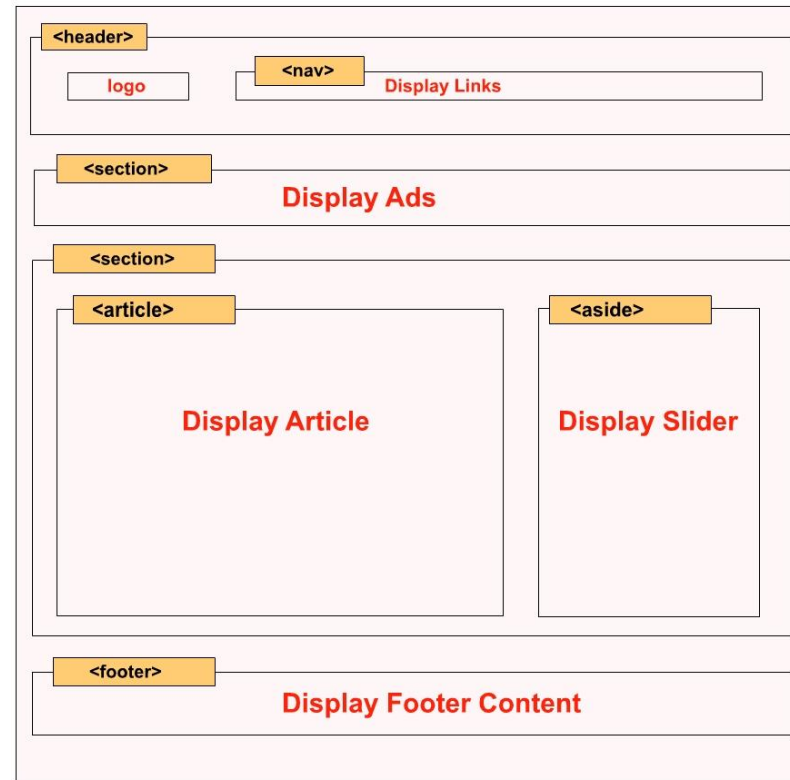 <header>
logo
<nav>
Display Links
<section>
Display Ads
<section>
<article>
Display Article
<aside>
Display Slider
<footer>
Display Footer Content